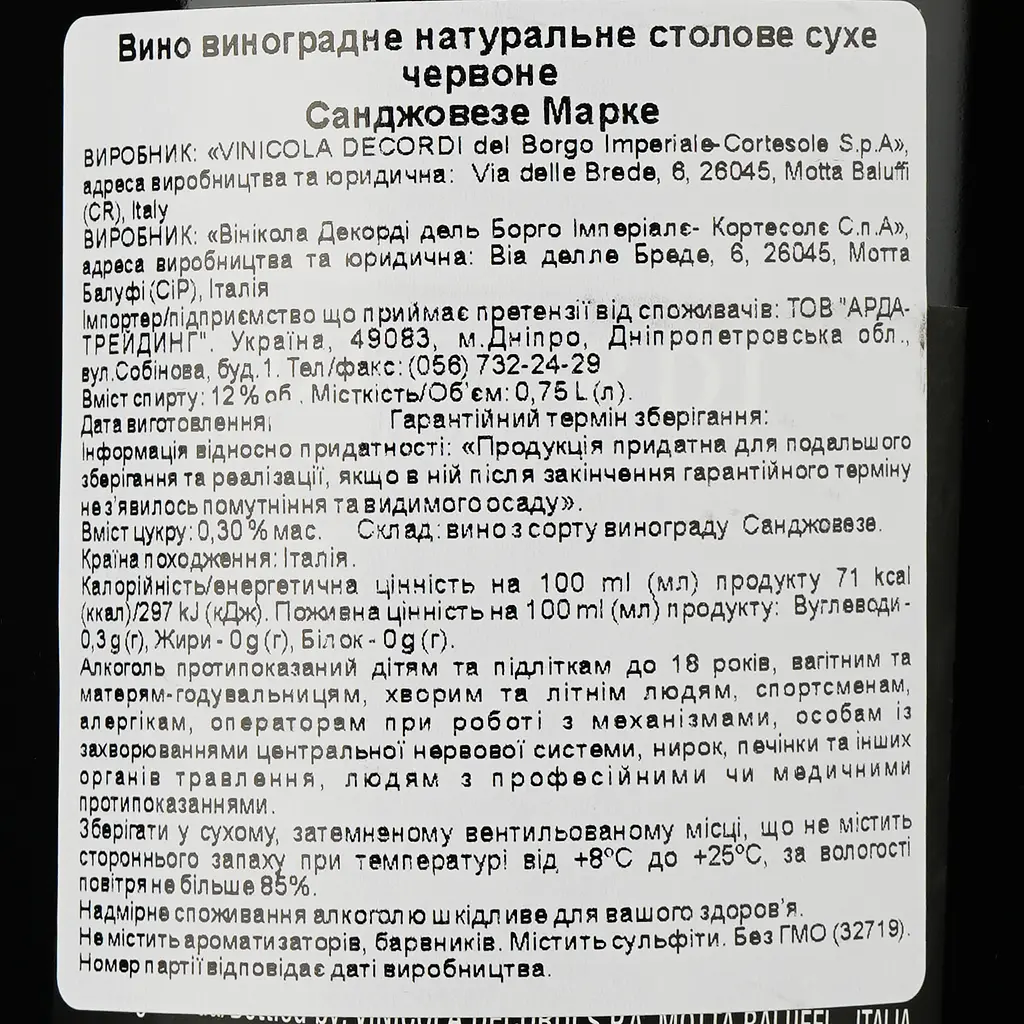 Вино виноградне натуральне столове сухе
червоне
Санджовезе Марке
ВИРОБНИК: «VINICOLA DECORDI del Borgo Imperiale-Cortesole S.p.A»,
адреса виробництва та юридична: Via delle Brede, 6, 26045, Motta Baluffi
(CR), Italy
ВИРОБНИК: «Вінікола Декорді дель Борго Імперіалє- Кортесолє С.п.А»,
адреса виробництва та юридична: Віа делле Бреде, 6, 26045, Мотта
Балуфі (СіР), Італія
Імпортер/підприємство що приймає претензії від споживачів: ТОВ "АРДА-
ТРЕЙДИНГ". Україна, 49083, м.Дніпро, Дніпропетровська обл.,
вул.Собінова, буд.1. Тел/факс: (056) 732-24-29
Вміст спирту: 12 % об. Місткість/Об'єм: 0,75 L (л).
Дата виготовлення: Гарантійний термін зберігання:
Інформація відносно придатності: «Продукція придатна для подальшого
зберігання та реалізації, якщо в ній після закінчення гарантійного терміну
не з'явилось помутніння та видимого осаду».
Вміст цукру: 0,30 % мас. Склад: вино з сорту винограду Санджовезе.
Країна походження: Італія.
Калорійність/енергетична цінність на 100 ml (мл) продукту 71 kcal
(ккал)/297 kJ (кДж). Поживна цінність на 100 ml (мл) продукту: Вуглеводи -
0,3 g (г), Жири - 0 g (г), Білок - 0 g (г).
Алкоголь протипоказаний дітям та підліткам до 18 років, вагітним та
матерям-годувальницям, хворим та літнім людям, спортсменам,
алергікам, операторам при роботі з механізмами, особам із
захворюваннями центральної нервової системи, нирок, печінки та інших
органів травлення, людям з професійними чи медичними
протипоказаннями.
Зберігати у сухому, затемненому вентильованому місці, що не містить
стороннього запаху при температурі від +8°С до +25°С, за вологості
повітря не більше 85%.
Надмірне споживання алкоголю шкідливе для вашого здоров'я.
Не містить ароматизаторів, барвників. Містить сульфіти. Без ГМО (32719).
Номер партії відповідає даті виробництва.